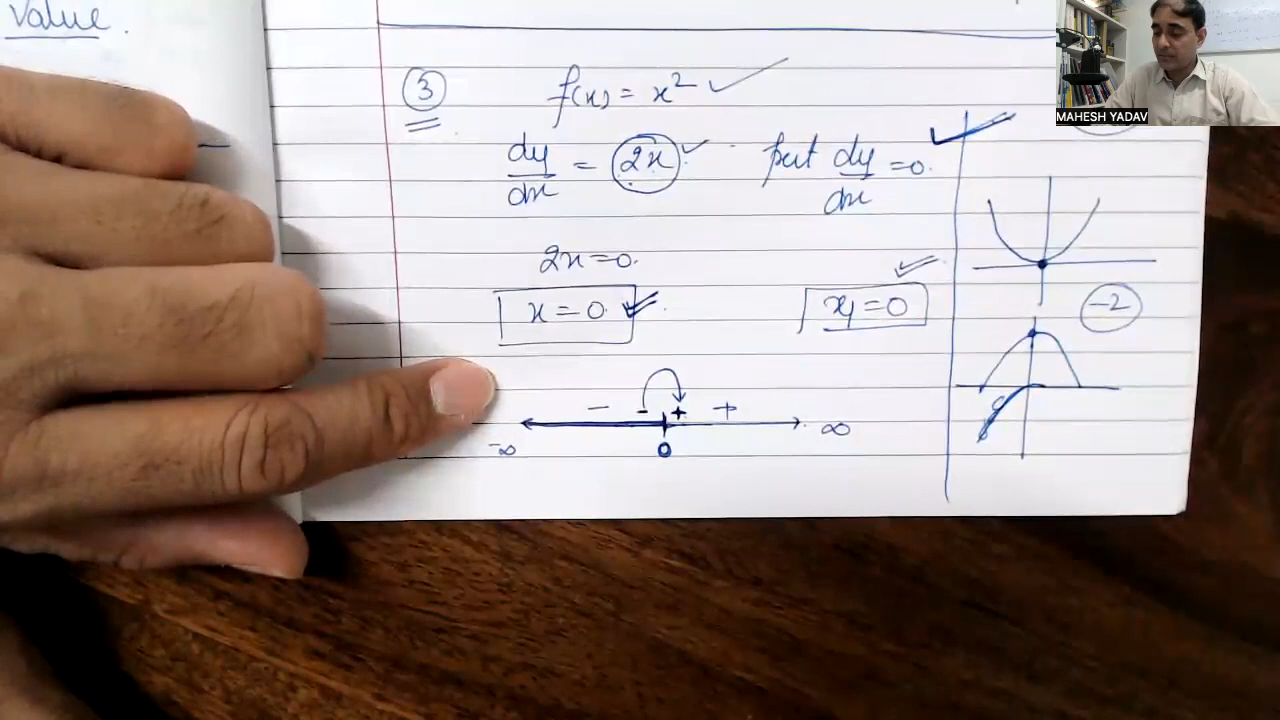 Value.
MAHESH YADAV
③ f(x) = x²
dy/dx = 2x put dy/dx = 0.
2x = 0.
x = 0. x = 0
-2
− - + +
-∞ 0 ∞